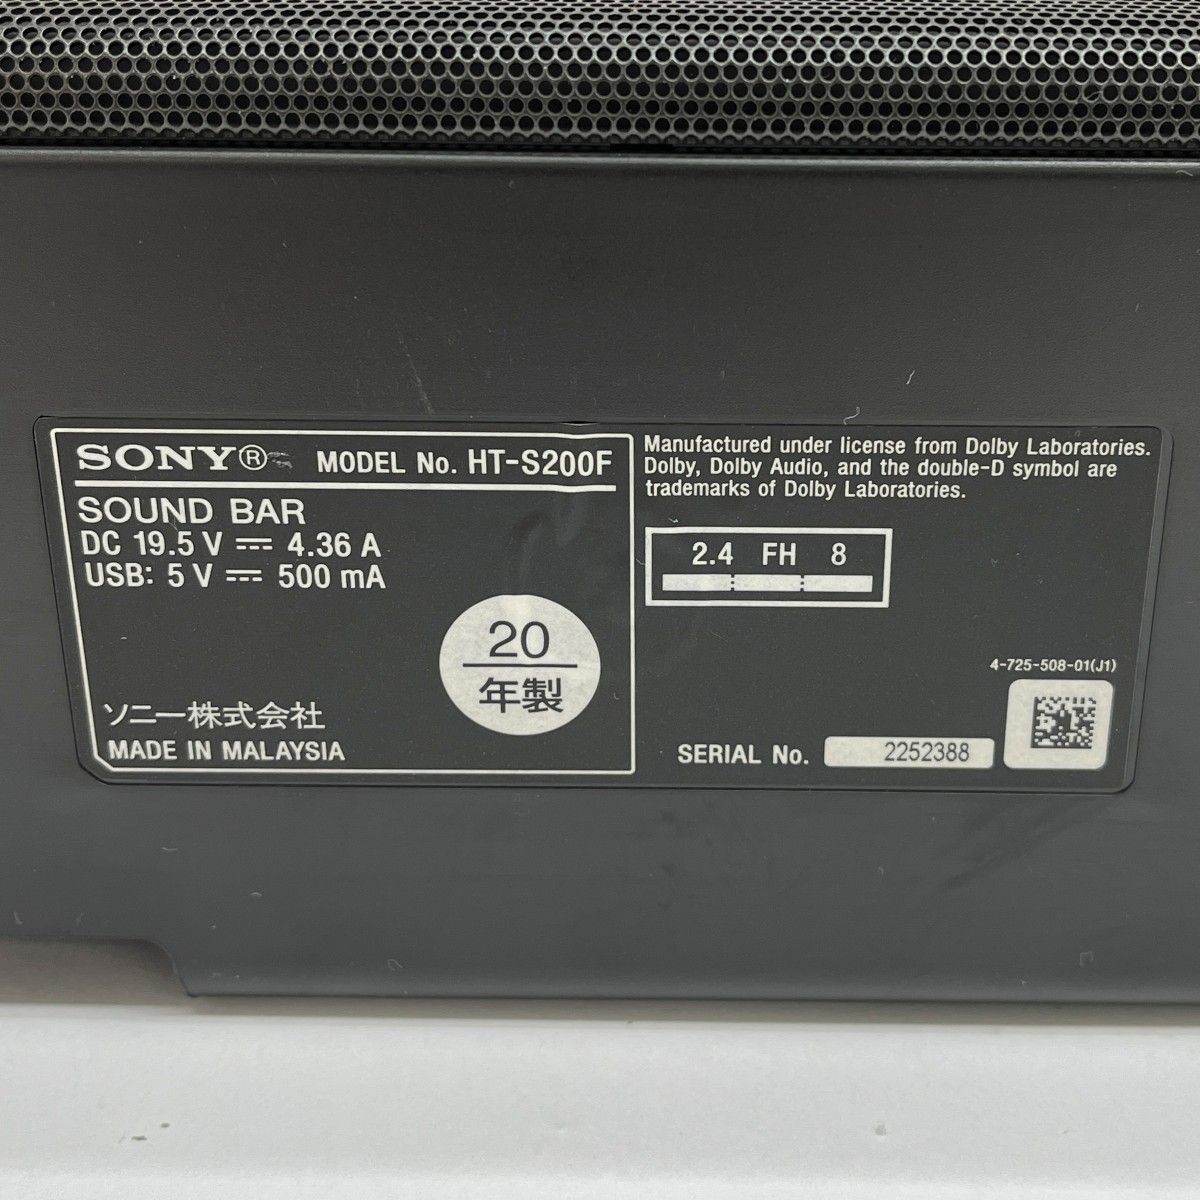 SONY® MODEL No. HT-S200F
SOUND BAR
DC 19.5 V ⎓ 4.36 A
USB: 5 V ⎓ 500 mA
20
年製
ソニー株式会社
MADE IN MALAYSIA
Manufactured under license from Dolby Laboratories.
Dolby, Dolby Audio, and the double-D symbol are
trademarks of Dolby Laboratories.
2.4 FH 8
4-725-508-01(J1)
SERIAL No. 2252388